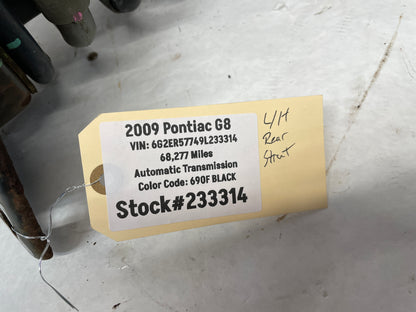 2009 Pontiac G8
VIN: 6G2ER57749L233314
68,277 Miles
Automatic Transmission
Color Code: 690F BLACK
Stock#233314
L/H
Rear
Strut